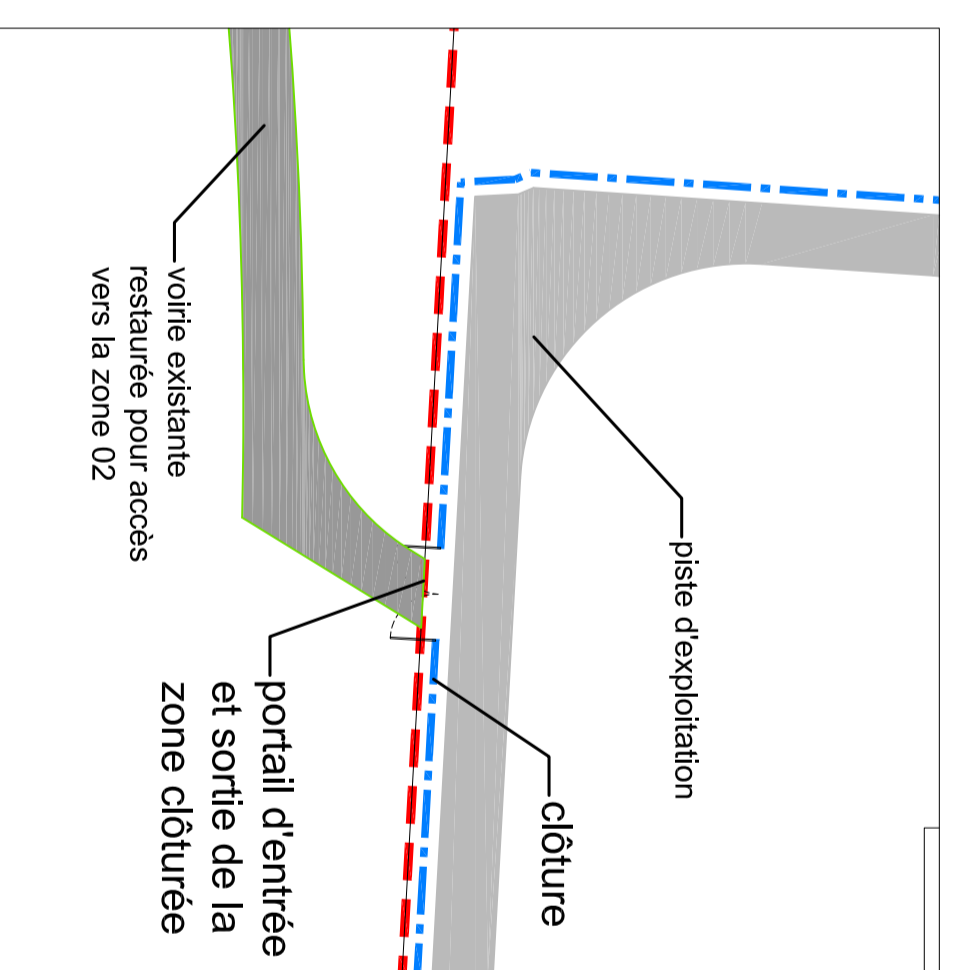 voirie existante
restaurée pour accès
vers la zone 02
piste d'exploitation
portail d'entrée
et sortie de la
zone clôturée
clôture